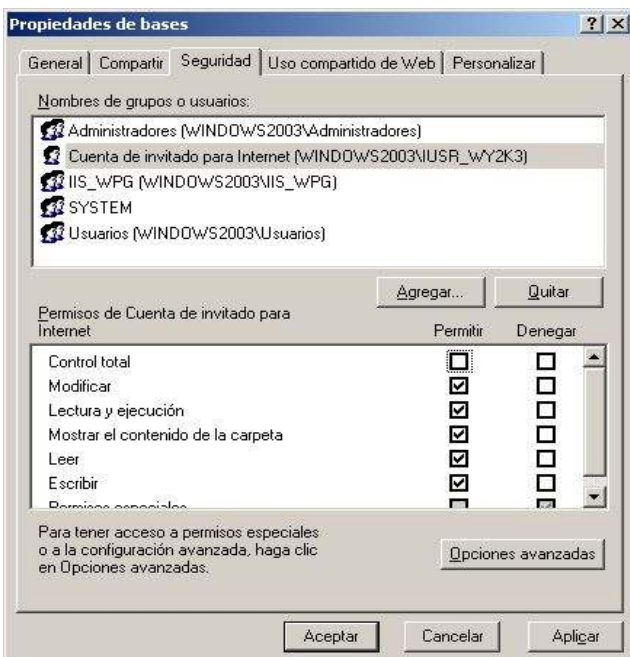 Propiedades de bases
General Compartir Seguridad Uso compartido de Web Personalizar
Nombres de grupos o usuarios:
Administradores (WINDOWS2003\Administradores)
Cuenta de invitado para Internet (WINDOWS2003\IUSR_WY2K3)
IIS_WPG (WINDOWS2003\IIS_WPG)
SYSTEM
Usuarios (WINDOWS2003\Usuarios)
Agregar... Quitar
Permisos de Cuenta de invitado para
Internet Permitir Denegar
Control total
Modificar
Lectura y ejecución
Mostrar el contenido de la carpeta
Leer
Escribir
Permisos especiales
Para tener acceso a permisos especiales
o a la configuración avanzada, haga clic
en Opciones avanzadas.
Opciones avanzadas
Aceptar Cancelar Aplicar